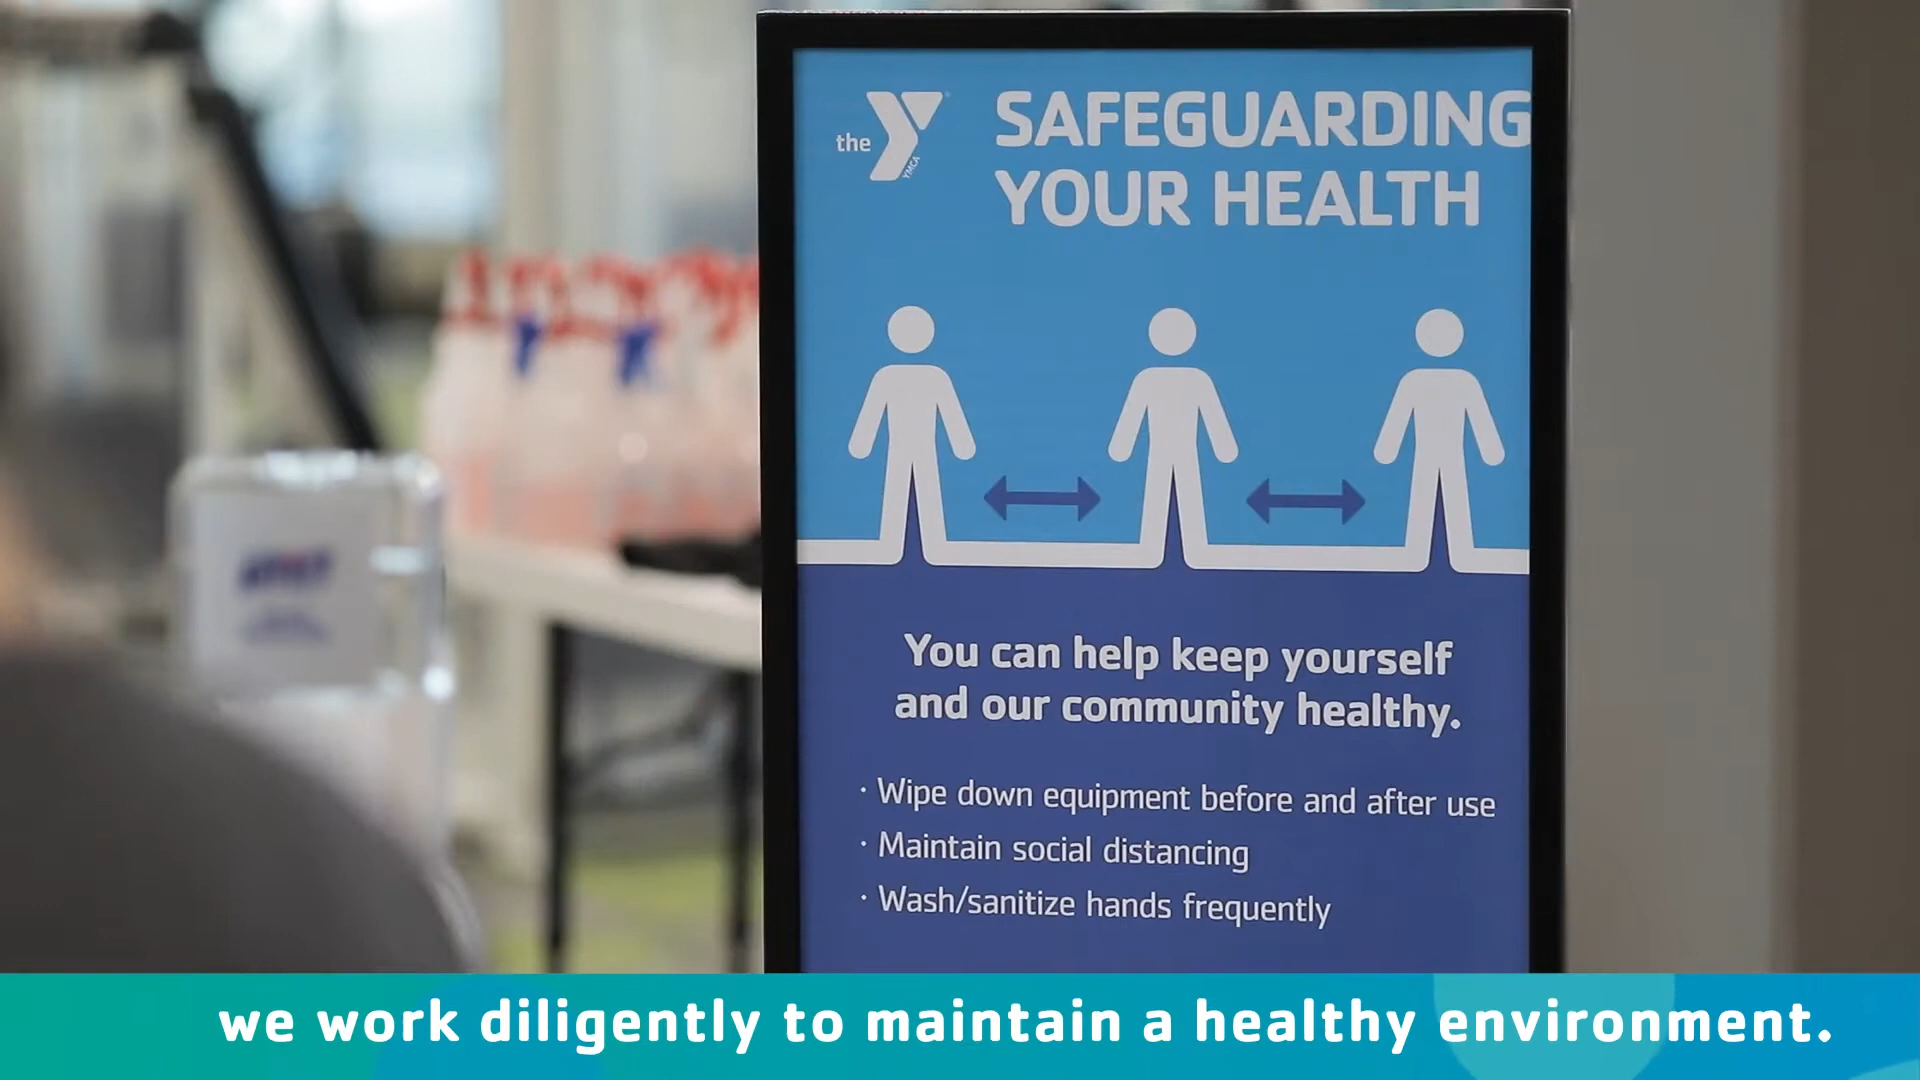 the
YMCA
SAFEGUARDING
YOUR HEALTH
You can help keep yourself
and our community healthy.
· Wipe down equipment before and after use
· Maintain social distancing
· Wash/sanitize hands frequently
we work diligently to maintain a healthy environment.